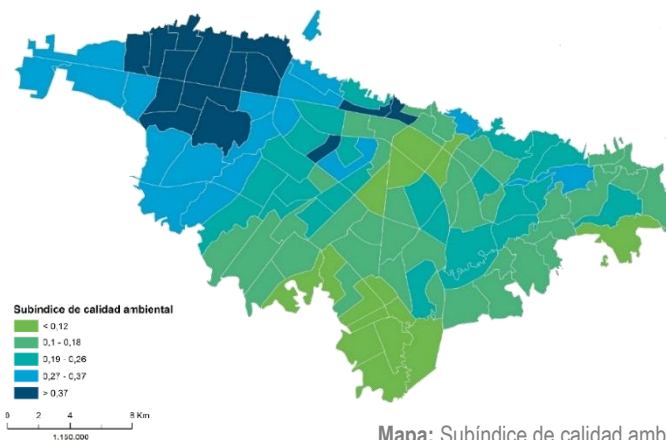 Subíndice de calidad ambiental
< 0,12
0,1 - 0,18
0,19 - 0,26
0,27 - 0,37
> 0,37
0 2 4 8 Km
1:150.000
Mapa: Subíndice de calidad amb